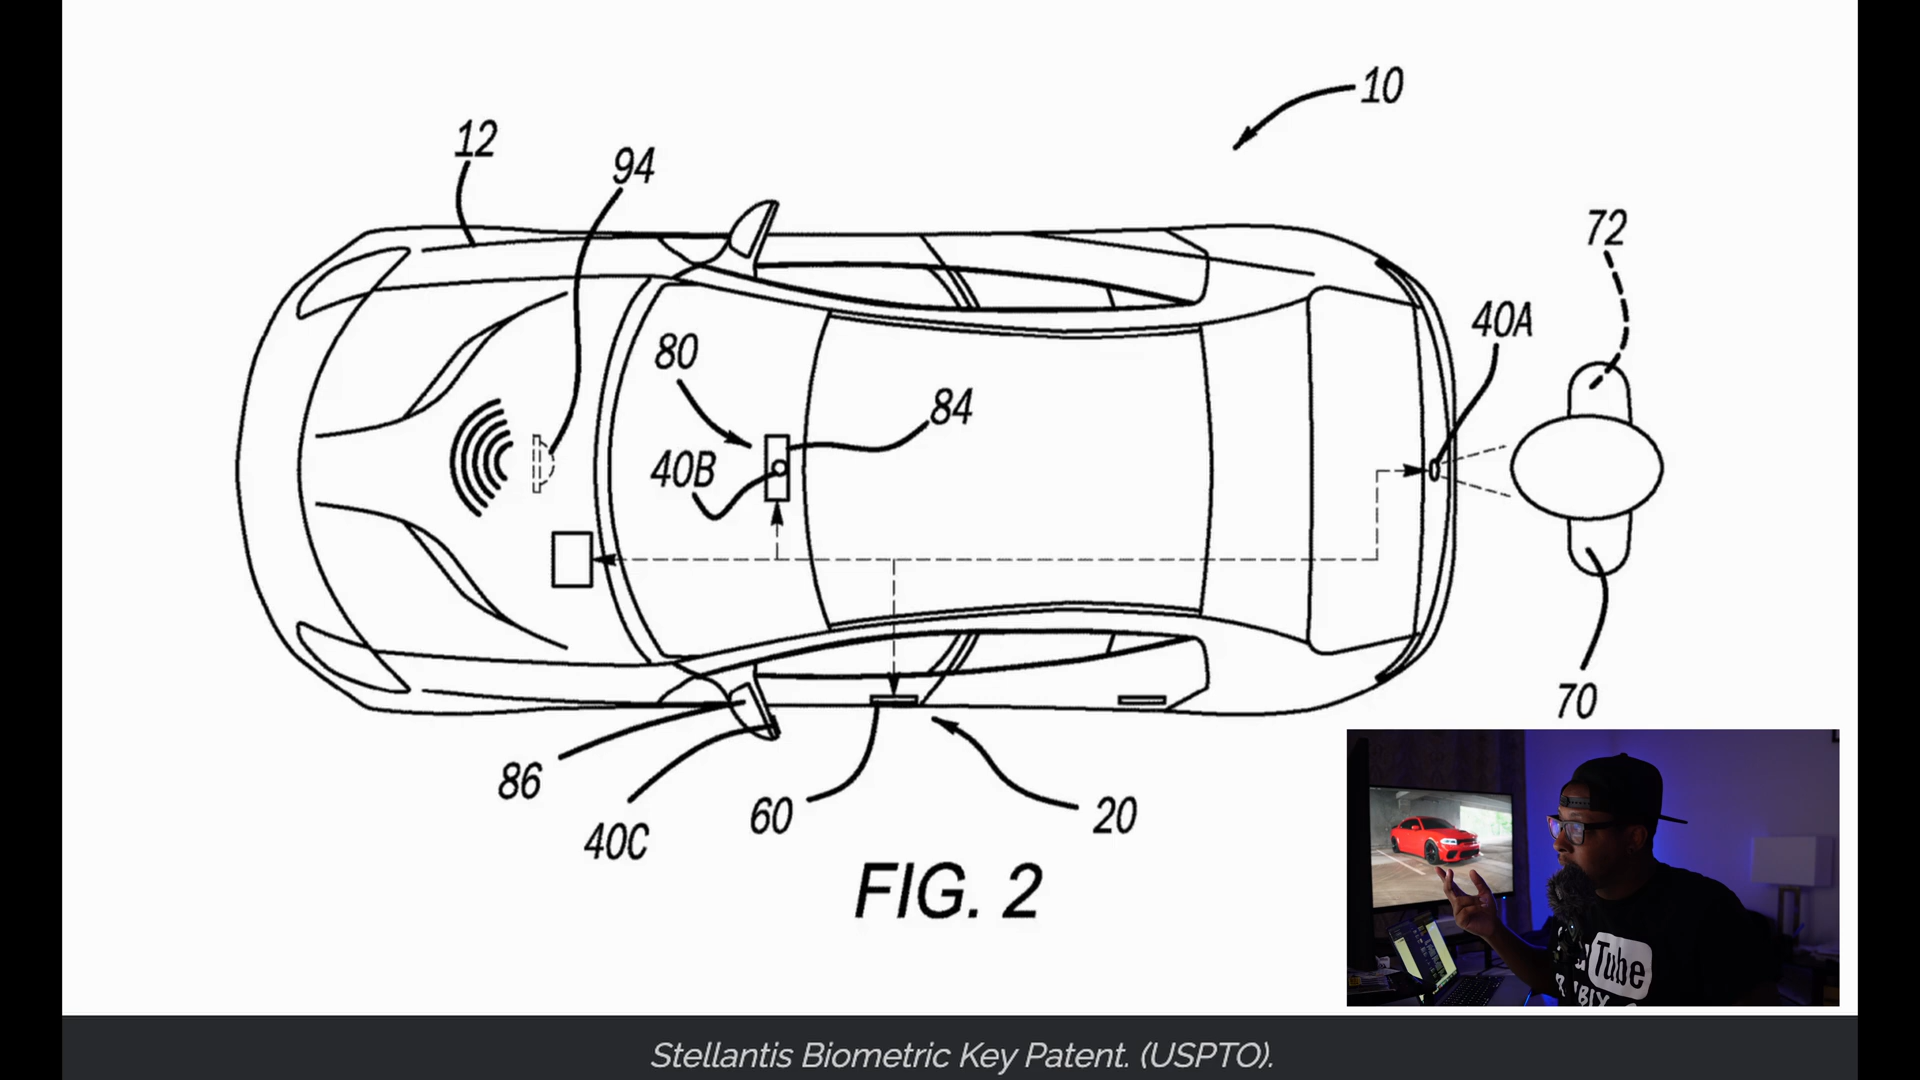 10
12
94
72
40A
80
84
40B
70
86
60
20
40C
FIG. 2
Tube
Stellantis Biometric Key Patent. (USPTO).